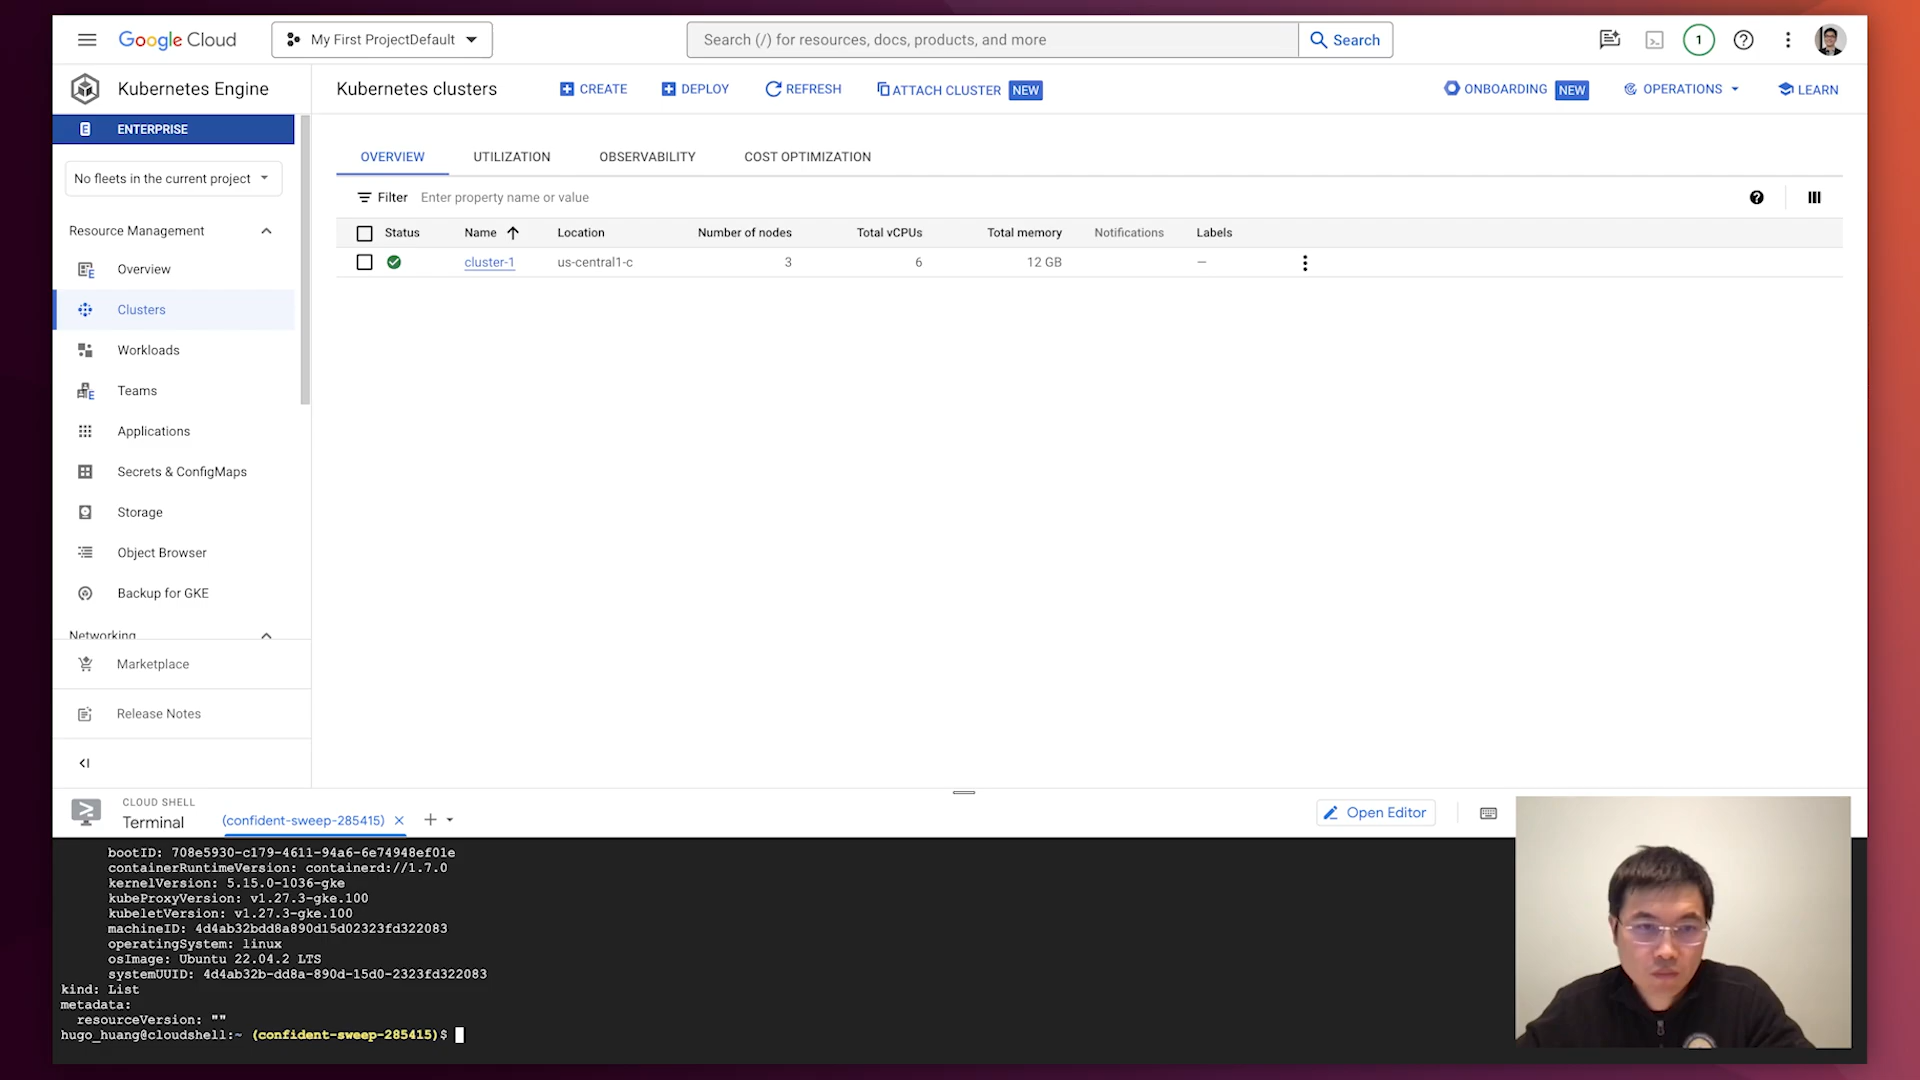 Google Cloud
My First ProjectDefault
Search (/) for resources, docs, products, and more
Search
1
Kubernetes Engine
Kubernetes clusters
CREATE
DEPLOY
REFRESH
ATTACH CLUSTER NEW
ONBOARDING NEW
OPERATIONS
LEARN
E ENTERPRISE
No fleets in the current project
Resource Management
Overview
Clusters
Workloads
Teams
Applications
Secrets & ConfigMaps
Storage
Object Browser
Backup for GKE
Networking
Marketplace
Release Notes
OVERVIEW UTILIZATION OBSERVABILITY COST OPTIMIZATION
Filter Enter property name or value
Status Name Location Number of nodes Total vCPUs Total memory Notifications Labels
cluster-1 us-central1-c 3 6 12 GB –
CLOUD SHELL
Terminal
(confident-sweep-285415)
Open Editor
bootID: 708e5930-c179-4611-94a6-6e74948ef01e
containerRuntimeVersion: containerd://1.7.0
kernelVersion: 5.15.0-1036-gke
kubeProxyVersion: v1.27.3-gke.100
kubeletVersion: v1.27.3-gke.100
machineID: 4d4ab32bdd8a890d15d02323fd322083
operatingSystem: linux
osImage: Ubuntu 22.04.2 LTS
systemUUID: 4d4ab32b-dd8a-890d-15d0-2323fd322083
kind: List
metadata:
resourceVersion: ""
hugo_huang@cloudshell:~ (confident-sweep-285415)$